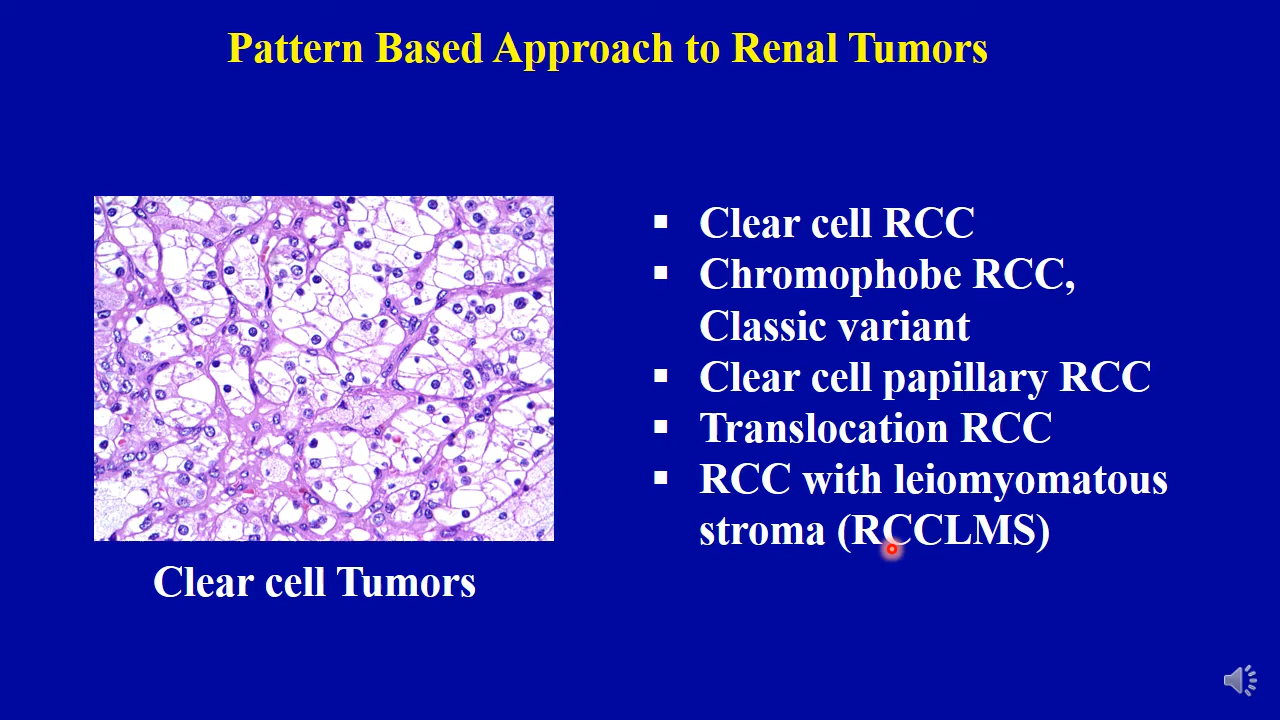 Pattern Based Approach to Renal Tumors
▪ Clear cell RCC
▪ Chromophobe RCC,
Classic variant
▪ Clear cell papillary RCC
▪ Translocation RCC
▪ RCC with leiomyomatous
stroma (RCCLMS)
Clear cell Tumors